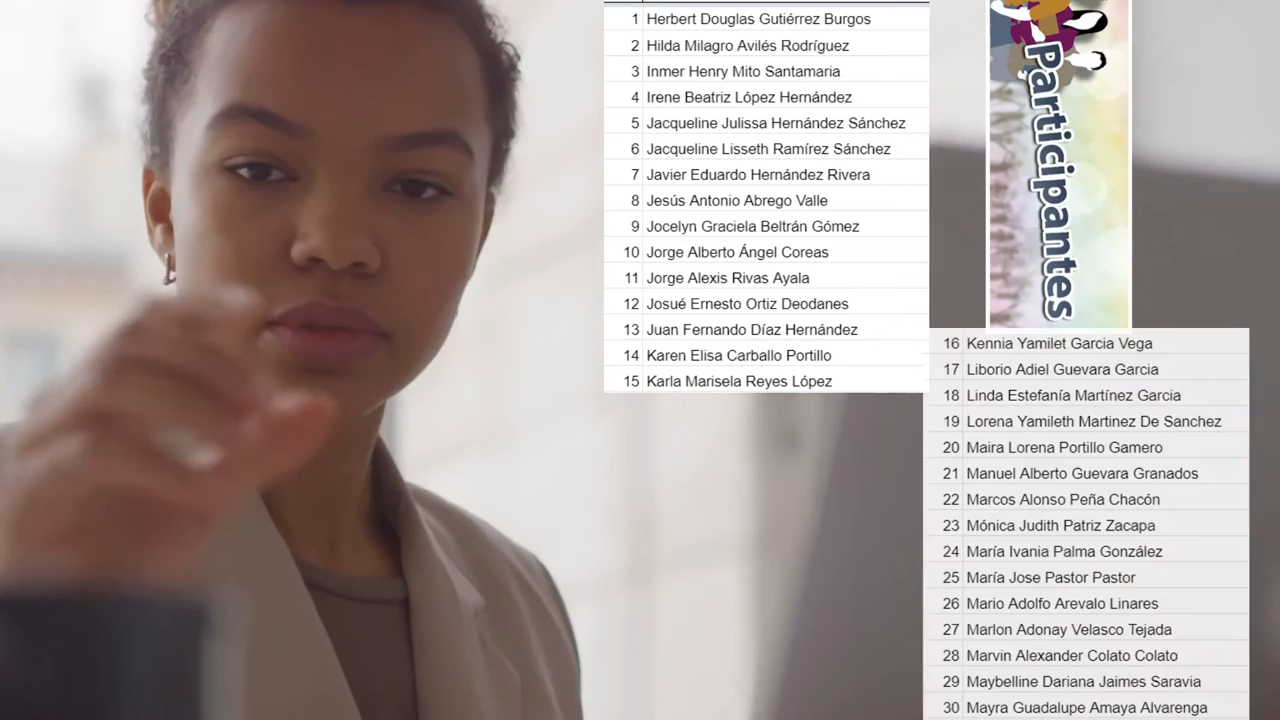 1 Herbert Douglas Gutiérrez Burgos
2 Hilda Milagro Avilés Rodríguez
3 Inmer Henry Mito Santamaria
4 Irene Beatriz López Hernández
5 Jacqueline Julissa Hernández Sánchez
6 Jacqueline Lisseth Ramírez Sánchez
7 Javier Eduardo Hernández Rivera
8 Jesús Antonio Abrego Valle
9 Jocelyn Graciela Beltrán Gómez
10 Jorge Alberto Ángel Coreas
11 Jorge Alexis Rivas Ayala
12 Josué Ernesto Ortiz Deodanes
13 Juan Fernando Díaz Hernández
14 Karen Elisa Carballo Portillo
15 Karla Marisela Reyes López
Participantes
16 Kennia Yamilet Garcia Vega
17 Liborio Adiel Guevara Garcia
18 Linda Estefanía Martínez Garcia
19 Lorena Yamileth Martinez De Sanchez
20 Maira Lorena Portillo Gamero
21 Manuel Alberto Guevara Granados
22 Marcos Alonso Peña Chacón
23 Mónica Judith Patriz Zacapa
24 María Ivania Palma González
25 María Jose Pastor Pastor
26 Mario Adolfo Arevalo Linares
27 Marlon Adonay Velasco Tejada
28 Marvin Alexander Colato Colato
29 Maybelline Dariana Jaimes Saravia
30 Mayra Guadalupe Amaya Alvarenga